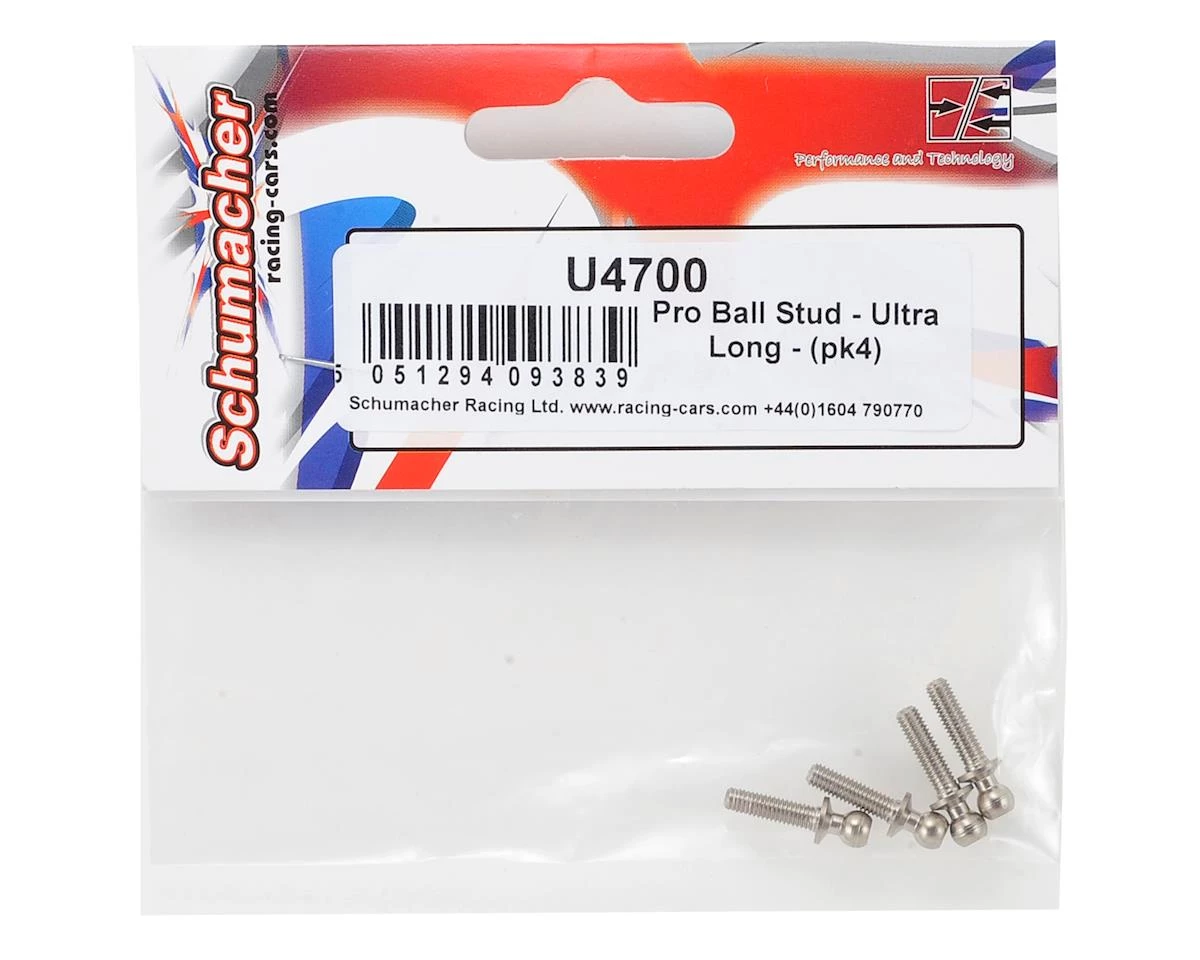 Schumacher
racing-cars.com
Performance and Technology
U4700
Pro Ball Stud - Ultra
Long - (pk4)
5 051294 093839
Schumacher Racing Ltd. www.racing-cars.com +44(0)1604 790770